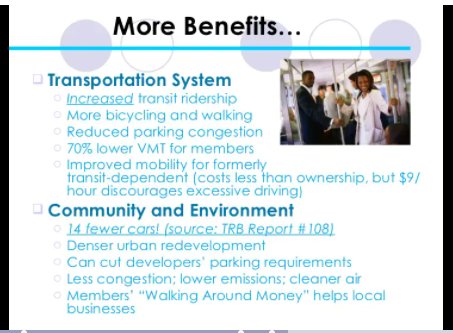 More Benefits...
Transportation System
Increased transit ridership
More bicycling and walking
Reduced parking congestion
70% lower VMT for members
Improved mobility for formerly
transit-dependent (costs less than ownership, but $9/
hour discourages excessive driving)
Community and Environment
14 fewer cars! (source: TRB Report #108)
Denser urban redevelopment
Can cut developers' parking requirements
Less congestion; lower emissions; cleaner air
Members' “Walking Around Money” helps local
businesses